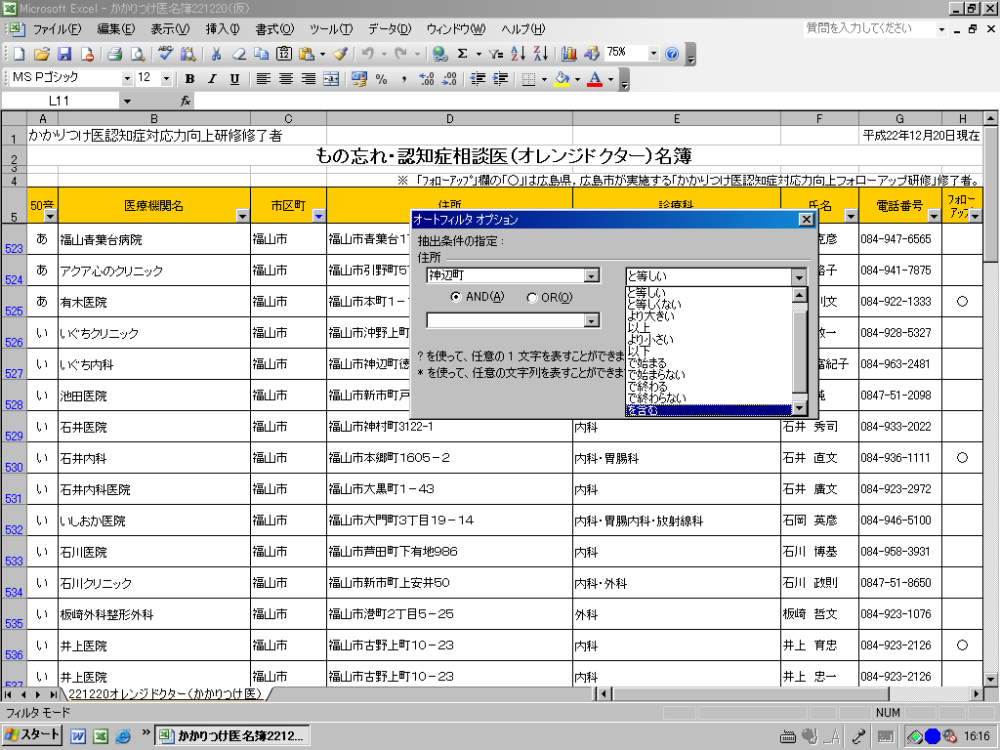 Microsoft Excel - かかりつけ医名簿221220(仮)
ファイル(F) 編集(E) 表示(V) 挿入(I) 書式(O) ツール(T) データ(D) ウィンドウ(W) ヘルプ(H) 質問を入力してください
75%
MS Pゴシック 12 B I U
L11 fx
A B C D E F G H
1 かかりつけ医認知症対応力向上研修修了者 平成22年12月20日現在
2 もの忘れ・認知症相談医(オレンジドクター)名簿
3
4 ※ 「フォローアップ」欄の「○」は広島県，広島市が実施する「かかりつけ医認知症対応力向上フォローアップ研修」修了者。
5 50音 医療機関名 市区町 住所 診療科 氏名 電話番号 フォローアップ
523 あ 福山青葉台病院 福山市 福山市青葉台1 克彦 084-947-6565
524 あ アクア心のクリニック 福山市 福山市引野町5 084-941-7875
525 あ 有木医院 福山市 福山市本町1- 084-922-1333 ○
526 い いぐちクリニック 福山市 福山市沖野上町 084-928-5327
527 い いぐち内科 福山市 福山市神辺町徳 富紀子 084-963-2481
528 い 池田医院 福山市 福山市新市町戸 0847-51-2098
529 い 石井医院 福山市 福山市神村町3122-1 内科 石井 秀司 084-933-2022
530 い 石井内科 福山市 福山市本郷町1605-2 内科・胃腸科 石井 直文 084-936-1111 ○
531 い 石井内科医院 福山市 福山市大黒町1-43 内科 石井 廣文 084-923-2972
532 い いしおか医院 福山市 福山市大門町3丁目19-14 内科・胃腸内科・放射線科 石岡 英彦 084-946-5100
533 い 石川医院 福山市 福山市芦田町下有地986 内科 石川 博基 084-958-3931
534 い 石川クリニック 福山市 福山市新市町上安井50 内科・外科 石川 政則 0847-51-8650
535 い 板崎外科整形外科 福山市 福山市港町2丁目5-25 外科 板崎 哲文 084-923-1076
536 い 井上医院 福山市 福山市古野上町10-23 内科 井上 育忠 084-923-2126 ○
537 い 井上医院 福山市 福山市古野上町10-23 内科 井上 忠一 084-923-2126
オートフィルタ オプション
抽出条件の指定:
住所
神辺町 と等しい
AND(A) OR(O)
? を使って、任意の 1 文字を表すことができま
* を使って、任意の文字列を表すことができま
と等しい
と等しくない
より大きい
以上
より小さい
以下
で始まる
で始まらない
で終わる
で終わらない
を含む
221220オレンジドクター(かかりつけ医)
フィルタ モード NUM
スタート » かかりつけ医名簿2212... 16:16